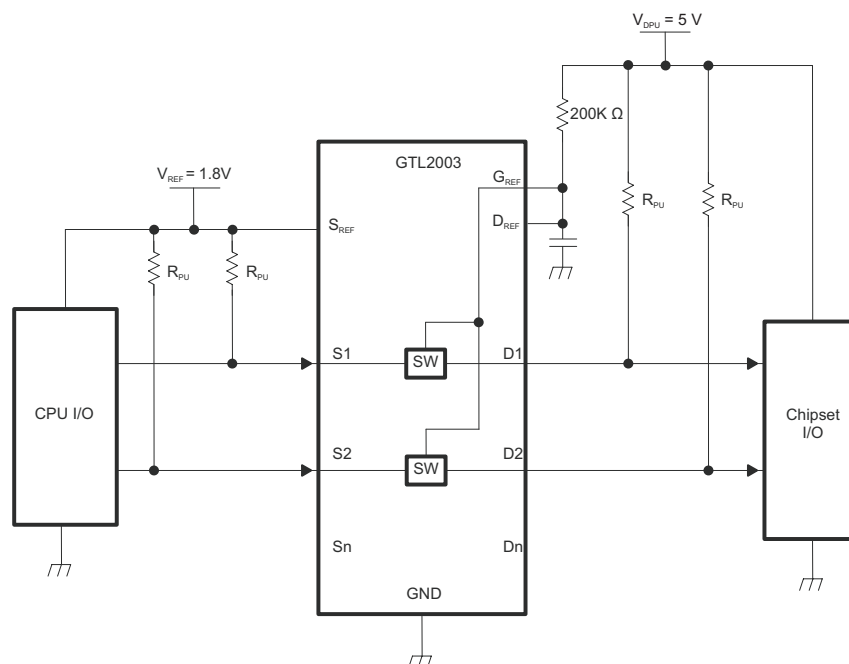 V_DPU = 5 V
200K Ω
GTL2003
V_REF = 1.8V
G_REF
R_PU
R_PU
S_REF
D_REF
R_PU
R_PU
S1
SW
D1
CPU I/O
Chipset
I/O
S2
SW
D2
Sn
Dn
GND